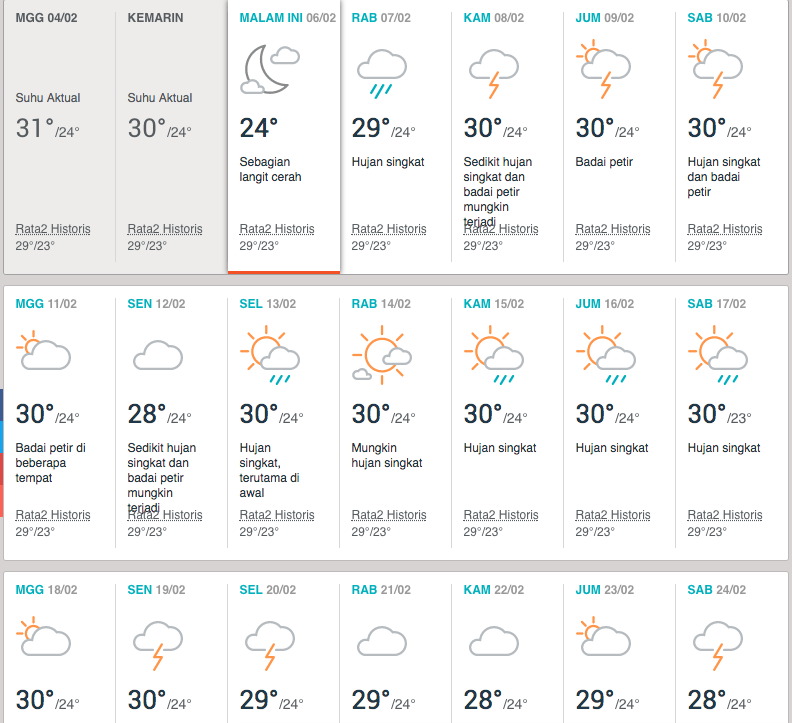 MGG 04/02 KEMARIN MALAM INI 06/02 RAB 07/02 KAM 08/02 JUM 09/02 SAB 10/02
Suhu Aktual Suhu Aktual
31°/24° 30°/24° 24° 29°/24° 30°/24° 30°/24° 30°/24°
Sebagian Hujan singkat Sedikit hujan Badai petir Hujan singkat
langit cerah singkat dan dan badai
badai petir petir
mungkin
terjadi
Rata2 Historis Rata2 Historis Rata2 Historis Rata2 Historis Rata2 Historis Rata2 Historis Rata2 Historis
29°/23° 29°/23° 29°/23° 29°/23° 29°/23° 29°/23° 29°/23°
MGG 11/02 SEN 12/02 SEL 13/02 RAB 14/02 KAM 15/02 JUM 16/02 SAB 17/02
30°/24° 28°/24° 30°/24° 29°/24° 30°/24° 30°/24° 30°/23°
Badai petir di Sedikit hujan Hujan Mungkin Hujan singkat Hujan singkat Hujan singkat
beberapa singkat dan singkat, hujan singkat
tempat badai petir terutama di
mungkin awal
terjadi
Rata2 Historis Rata2 Historis Rata2 Historis Rata2 Historis Rata2 Historis Rata2 Historis Rata2 Historis
29°/23° 29°/23° 29°/23° 29°/23° 29°/23° 29°/23° 29°/23°
MGG 18/02 SEN 19/02 SEL 20/02 RAB 21/02 KAM 22/02 JUM 23/02 SAB 24/02
30°/24° 30°/24° 29°/24° 29°/24° 28°/24° 29°/24° 28°/24°